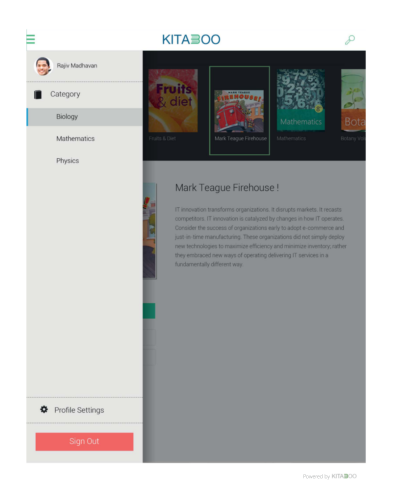 KITABOO
Rajiv Madhavan
Category
Biology
Mathematics
Physics
Profile Settings
Sign Out
Fruits
& diet
FIREHOUSE!
Mathematics
Bota
Fruits & Diet
Mark Teague Firehouse
Mathematics
Mark Teague Firehouse !
IT innovation transforms organizations. It disrupts markets. It recasts
competitors. IT innovation is catalyzed by changes in how IT operates.
Consider the success of organizations early to adopt e-commerce and
just-in- time manufacturing. These organizations did not simply deploy
new technologies to maximize efficiency and minimize inventory, rather
they embraced new ways of operating delivering IT services in a
fundamentally different way.
Powered by KITABOO